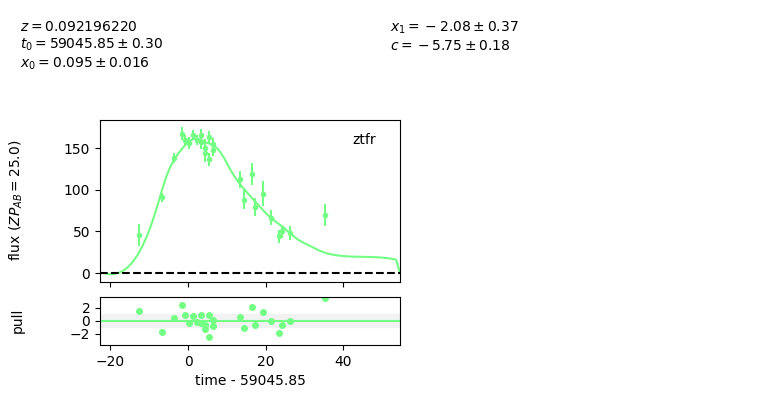 z = 0.092196220
t0 = 59045.85 ± 0.30
x0 = 0.095 ± 0.016
x1 = −2.08 ± 0.37
c = −5.75 ± 0.18
ztfr
flux (ZPAB = 25.0)
150
100
50
0
pull
2
0
−2
−20
0
20
40
time - 59045.85